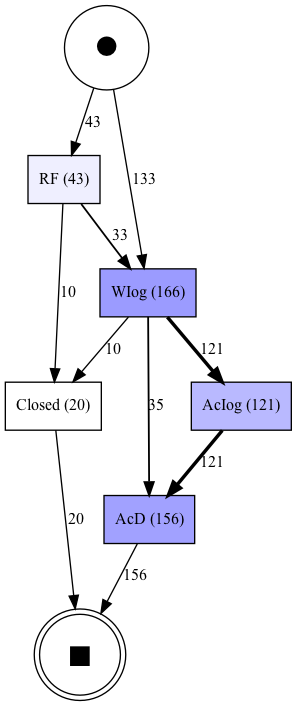 43
RF (43)
133
33
WIog (166)
10
10
121
Closed (20)
35
AcIog (121)
121
AcD (156)
20
156